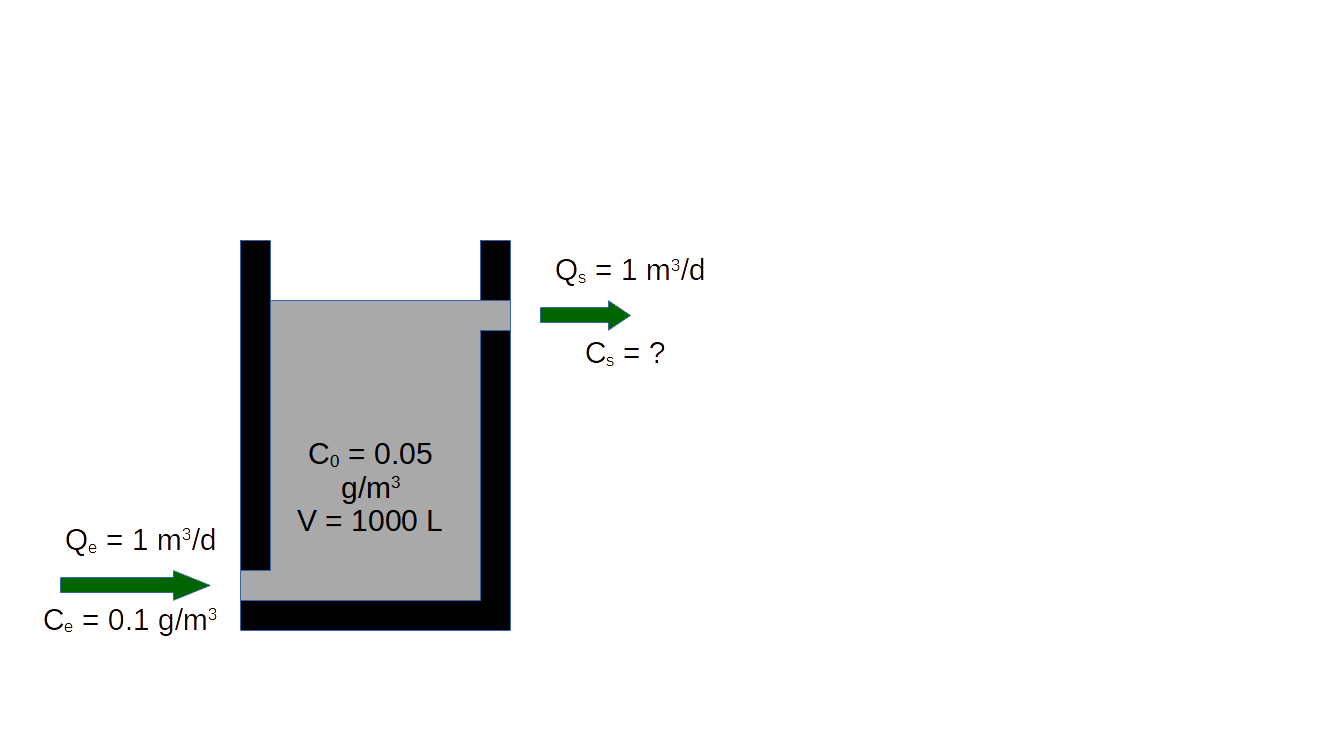 Qₛ = 1 m³/d
Cₛ = ?
C₀ = 0.05
g/m³
V = 1000 L
Qₑ = 1 m³/d
Cₑ = 0.1 g/m³